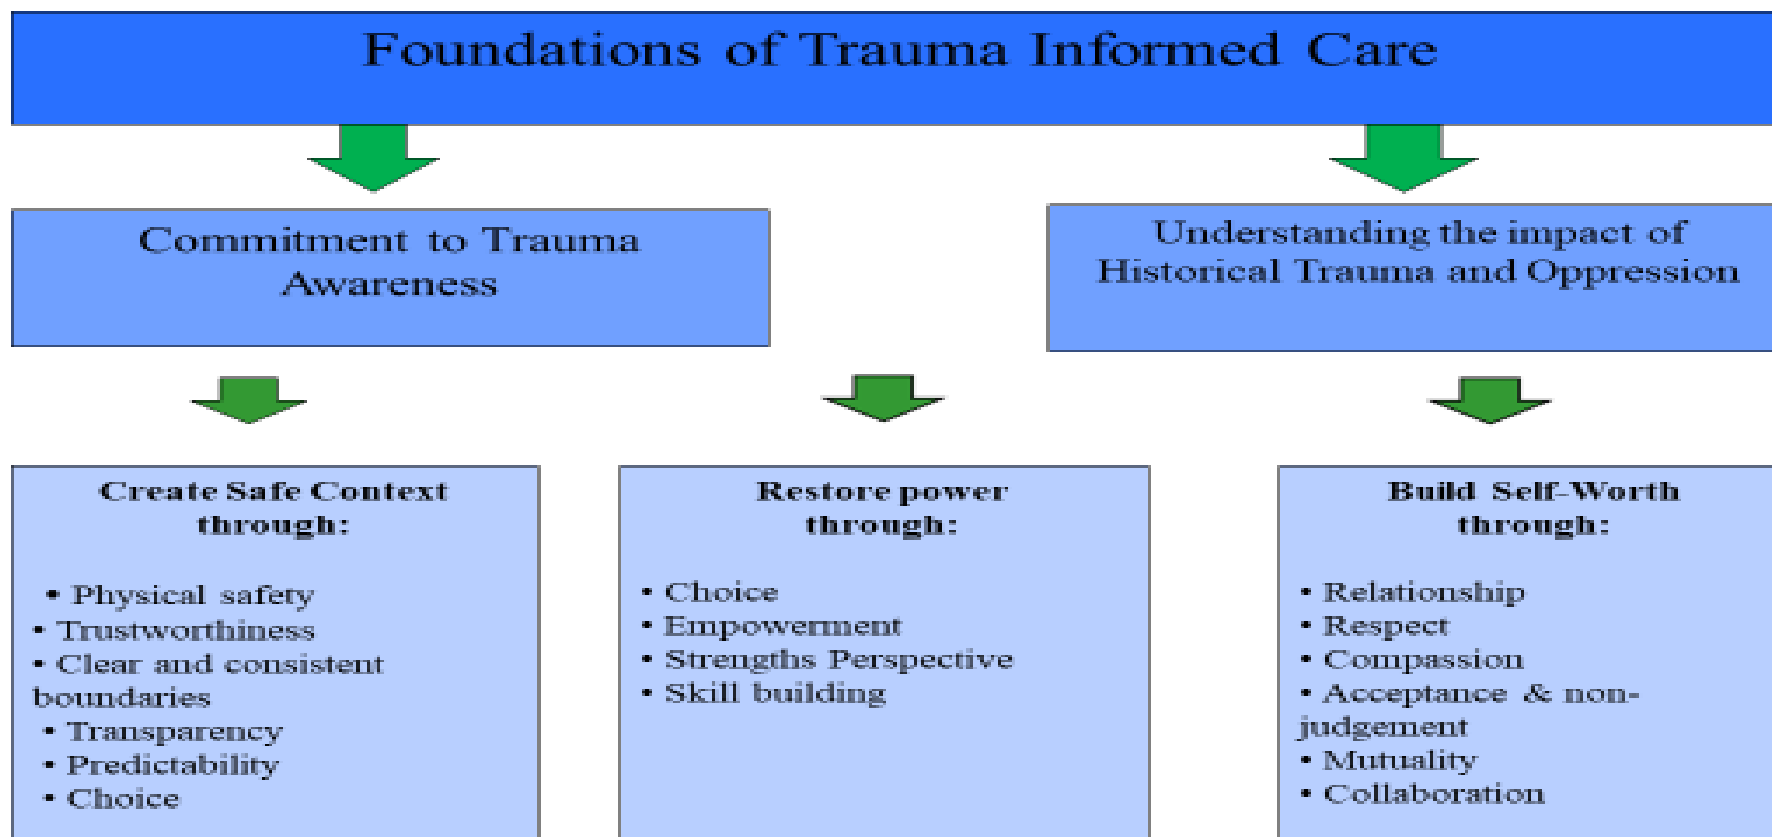 Foundations of Trauma Informed Care
Commitment to Trauma
Awareness
Understanding the impact of
Historical Trauma and Oppression
Create Safe Context
through:
• Physical safety
• Trustworthiness
• Clear and consistent
boundaries
• Transparency
• Predictability
• Choice
Restore power
through:
• Choice
• Empowerment
• Strengths Perspective
• Skill building
Build Self-Worth
through:
• Relationship
• Respect
• Compassion
• Acceptance & non-
judgement
• Mutuality
• Collaboration